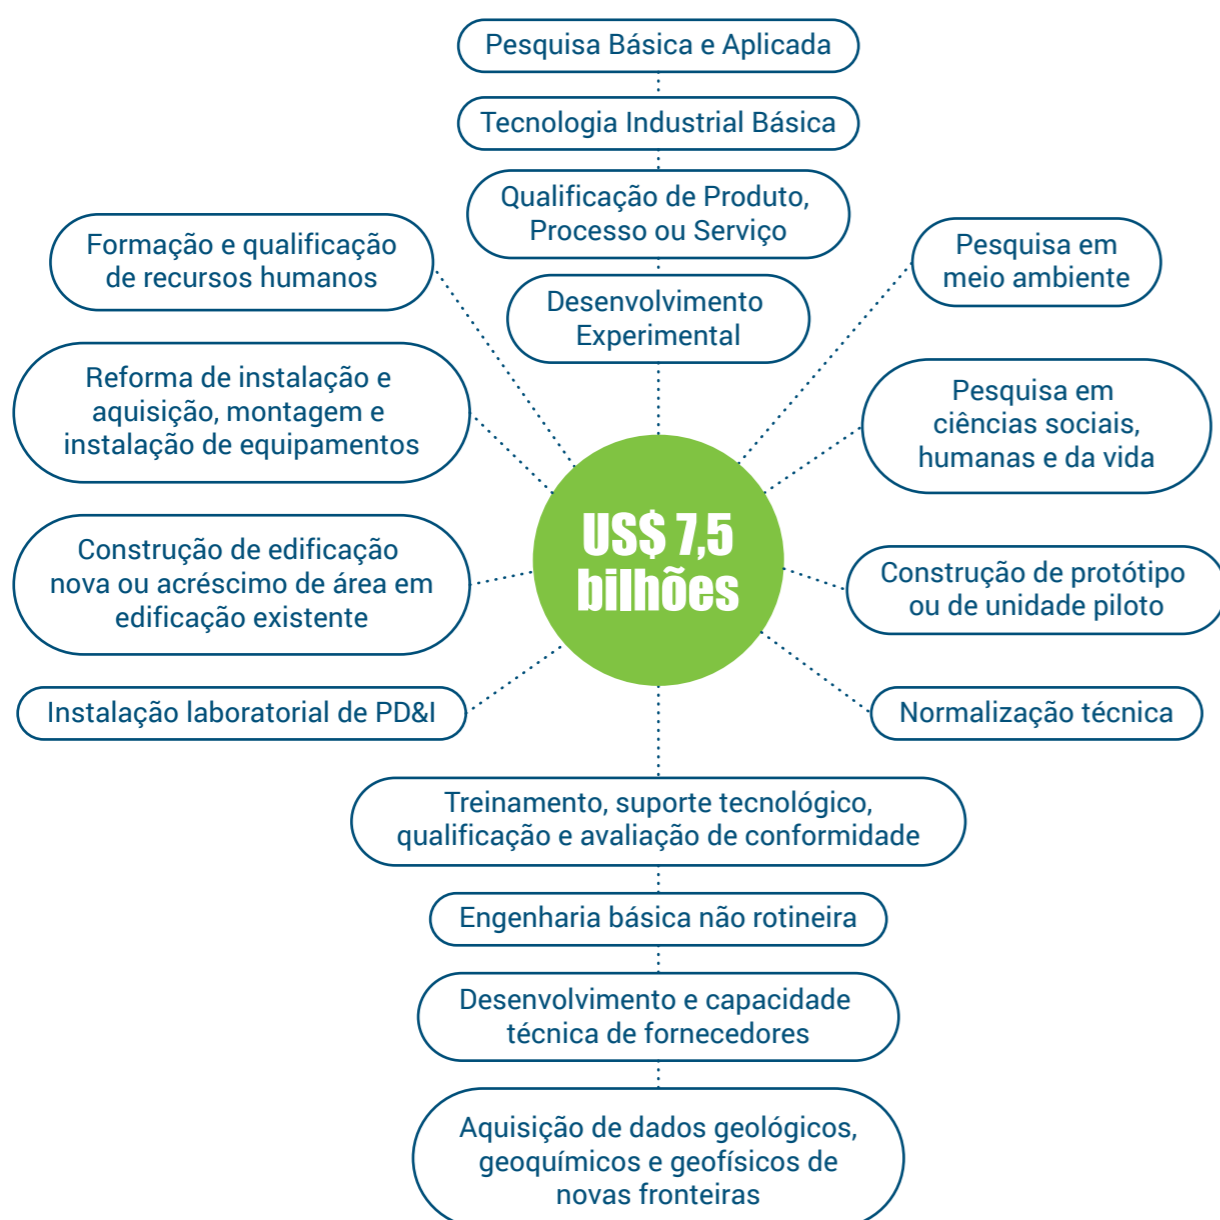 Pesquisa Básica e Aplicada
Tecnologia Industrial Básica
Qualificação de Produto,
Processo ou Serviço
Desenvolvimento
Experimental
Formação e qualificação
de recursos humanos
Reforma de instalação e
aquisição, montagem e
instalação de equipamentos
Construção de edificação
nova ou acréscimo de área em
edificação existente
Instalação laboratorial de PD&I
US$ 7,5
bilhões
Pesquisa em
meio ambiente
Pesquisa em
ciências sociais,
humanas e da vida
Construção de protótipo
ou de unidade piloto
Normalização técnica
Treinamento, suporte tecnológico,
qualificação e avaliação de conformidade
Engenharia básica não rotineira
Desenvolvimento e capacidade
técnica de fornecedores
Aquisição de dados geológicos,
geoquímicos e geofísicos de
novas fronteiras